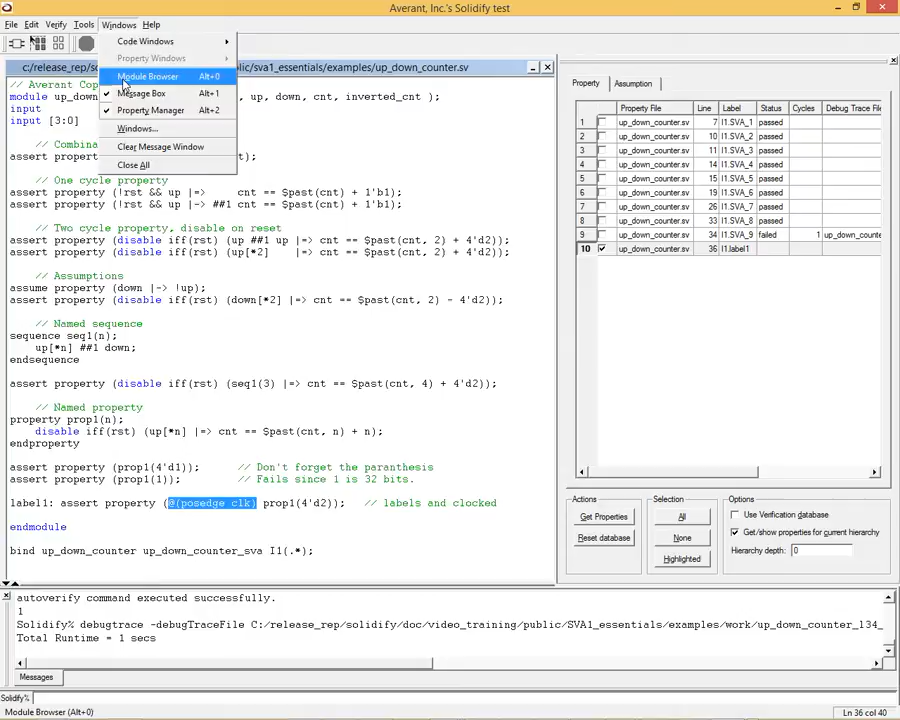 Averant, Inc.'s Solidify test
File Edit Verify Tools Windows Help
Code Windows
Property Windows
Module Browser Alt+0
Message Box Alt+1
Property Manager Alt+2
Windows...
Clear Message Window
Close All
c:/release_rep/so
lic/sva1_essentials/examples/up_down_counter.sv
// Averant Cop
module up_dow
, up, down, cnt, inverted_cnt );
input
input [3:0]
// Combina
assert proper
t);
// One cycle property
assert property (!rst && up |=> cnt == $past(cnt) + 1'b1);
assert property (!rst && up |-> ##1 cnt == $past(cnt) + 1'b1);
// Two cycle property, disable on reset
assert property (disable iff(rst) (up ##1 up |=> cnt == $past(cnt, 2) + 4'd2));
assert property (disable iff(rst) (up[*2] |=> cnt == $past(cnt, 2) + 4'd2));
// Assumptions
assume property (down |-> !up);
assert property (disable iff(rst) (down[*2] |=> cnt == $past(cnt, 2) - 4'd2));
// Named sequence
sequence seq1(n);
up[*n] ##1 down;
endsequence
assert property (disable iff(rst) (seq1(3) |=> cnt == $past(cnt, 4) + 4'd2));
// Named property
property prop1(n);
disable iff(rst) (up[*n] |=> cnt == $past(cnt, n) + n);
endproperty
assert property (prop1(4'd1)); // Don't forget the paranthesis
assert property (prop1(1)); // Fails since 1 is 32 bits.
label1: assert property (@(posedge clk) prop1(4'd2)); // labels and clocked
endmodule
bind up_down_counter up_down_counter_sva I1(.*);
Property Assumption
Property File Line Label Status Cycles Debug Trace File
1 up_down_counter.sv 7 I1.SVA_1 passed
2 up_down_counter.sv 10 I1.SVA_2 passed
3 up_down_counter.sv 11 I1.SVA_3 passed
4 up_down_counter.sv 14 I1.SVA_4 passed
5 up_down_counter.sv 15 I1.SVA_5 passed
6 up_down_counter.sv 19 I1.SVA_6 passed
7 up_down_counter.sv 26 I1.SVA_7 passed
8 up_down_counter.sv 33 I1.SVA_8 passed
9 up_down_counter.sv 34 I1.SVA_9 failed 1 up_down_counte
10 up_down_counter.sv 36 I1.label1
Actions
Get Properties
Reset database
Selection
All
None
Highlighted
Options
Use Verification database
Get/show properties for current hierarchy
Hierarchy depth: 0
autoverify command executed successfully.
1
Solidify% debugtrace -debugTraceFile C:/release_rep/solidify/doc/video_training/public/SVA1_essentials/examples/work/up_down_counter_l34_
Total Runtime = 1 secs
Messages
Solidify%
Module Browser (Alt+0)
Ln 36 col 40